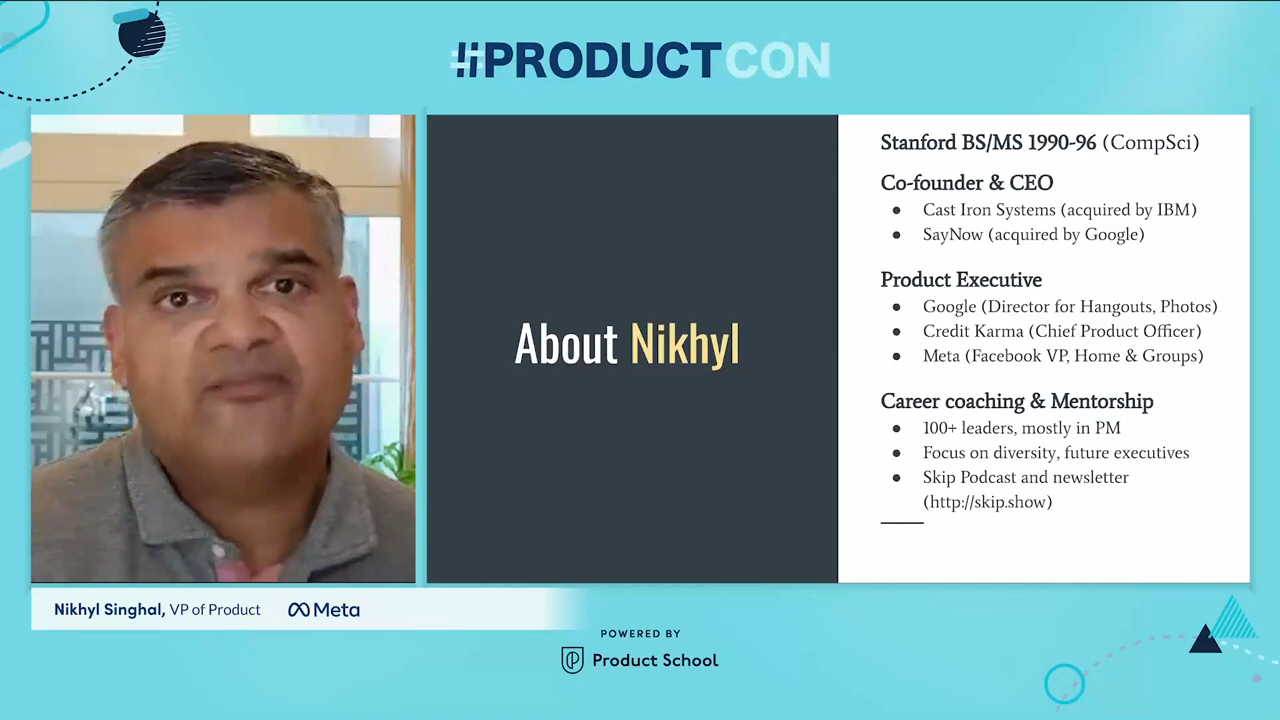 #PRODUCTCON
About Nikhyl
Stanford BS/MS 1990-96 (CompSci)
Co-founder & CEO
● Cast Iron Systems (acquired by IBM)
● SayNow (acquired by Google)
Product Executive
● Google (Director for Hangouts, Photos)
● Credit Karma (Chief Product Officer)
● Meta (Facebook VP, Home & Groups)
Career coaching & Mentorship
● 100+ leaders, mostly in PM
● Focus on diversity, future executives
● Skip Podcast and newsletter
(http://skip.show)
Nikhyl Singhal, VP of Product Meta
POWERED BY
Product School